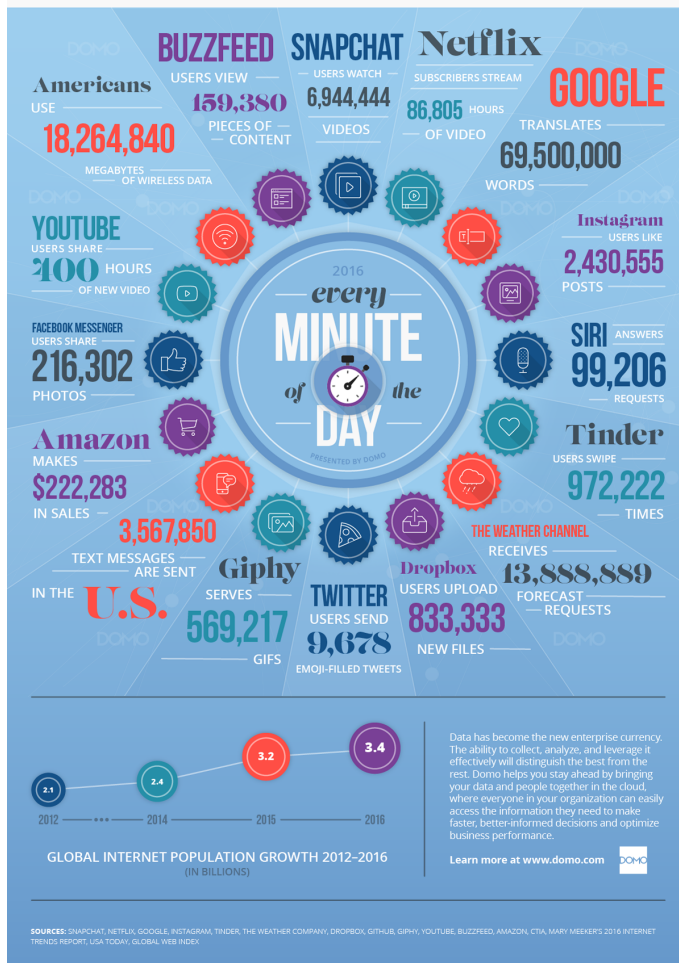 BUZZFEED
USERS VIEW
159,380
PIECES OF
CONTENT
SNAPCHAT
USERS WATCH
6,944,444
VIDEOS
Netflix
SUBSCRIBERS STREAM
86,805 HOURS
OF VIDEO
GOOGLE
TRANSLATES
69,500,000
WORDS
Americans
USE
18,264,840
MEGABYTES
OF WIRELESS DATA
Instagram
USERS LIKE
2,430,555
POSTS
YOUTUBE
USERS SHARE
400 HOURS
OF NEW VIDEO
2016
every
MINUTE
of the
DAY
PRESENTED BY DOMO
SIRI ANSWERS
99,206
REQUESTS
FACEBOOK MESSENGER
USERS SHARE
216,302
PHOTOS
Tinder
USERS SWIPE
972,222
TIMES
Amazon
MAKES
$222,283
IN SALES
3,567,850
TEXT MESSAGES
ARE SENT
IN THE U.S.
Giphy
SERVES
569,217
GIFS
TWITTER
USERS SEND
9,678
EMOJI-FILLED TWEETS
Dropbox
USERS UPLOAD
833,333
NEW FILES
THE WEATHER CHANNEL
RECEIVES
13,888,889
FORECAST
REQUESTS
DOMO
DOMO
DOMO
DOMO
DOMO
DOMO
2.1
2.4
3.2
3.4
2012 2014 2015 2016
GLOBAL INTERNET POPULATION GROWTH 2012–2016
(IN BILLIONS)
Data has become the new enterprise currency.
The ability to collect, analyze, and leverage it
effectively will distinguish the best from the
rest. Domo helps you stay ahead by bringing
your data and people together in the cloud,
where everyone in your organization can easily
access the information they need to make
faster, better-informed decisions and optimize
business performance.
Learn more at www.domo.com
DOMO
SOURCES: SNAPCHAT, NETFLIX, GOOGLE, INSTAGRAM, TINDER, THE WEATHER COMPANY, DROPBOX, GITHUB, GIPHY, YOUTUBE, BUZZFEED, AMAZON, CTIA, MARY MEEKER'S 2016 INTERNET
TRENDS REPORT, USA TODAY, GLOBAL WEB INDEX